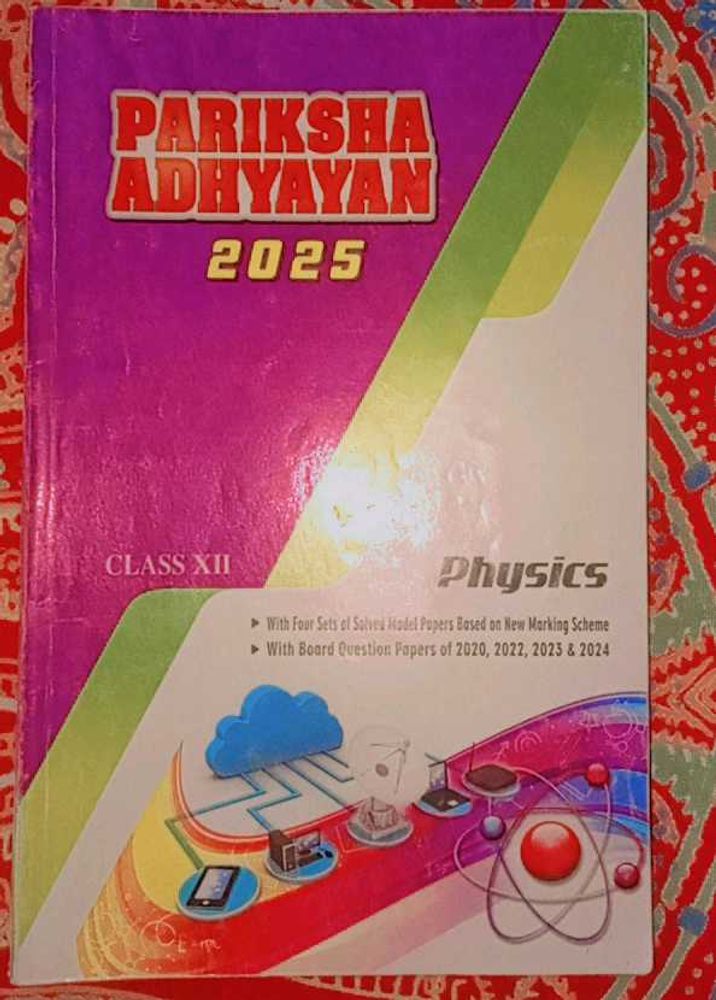 PARIKSHA
ADHYAYAN
2025
CLASS XII
Physics
▶ With Four Sets of Solved Model Papers Based on New Marking Scheme
▶ With Board Question Papers of 2020, 2022, 2023 & 2024